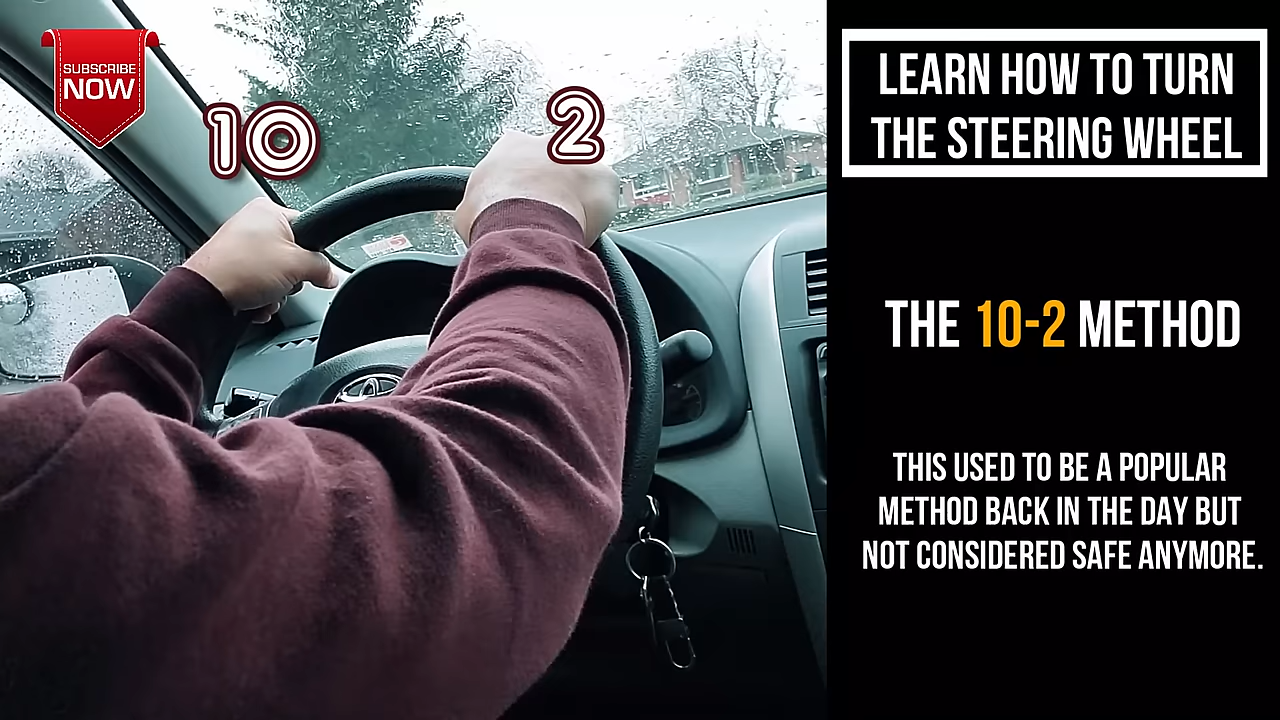 SUBSCRIBE
NOW
10
2
LEARN HOW TO TURN
THE STEERING WHEEL
THE 10-2 METHOD
THIS USED TO BE A POPULAR
METHOD BACK IN THE DAY BUT
NOT CONSIDERED SAFE ANYMORE.